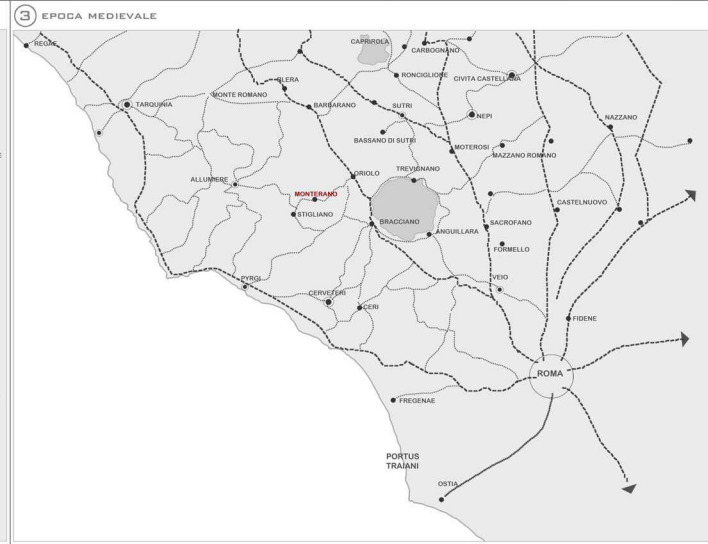 3 EPOCA MEDIEVALE
REGAE
CAPRIROLA
CARBOGNANO
BLERA
RONCIGLIONE
CIVITA CASTELLANA
MONTE ROMANO
TARQUINIA
BARBARANO
SUTRI
NEPI
NAZZANO
BASSANO DI SUTRI
MOTEROSI
MAZZANO ROMANO
ORIOLO
TREVIGNANO
ALLUMIERE
MONTERANO
CASTELNUOVO
STIGLIANO
BRACCIANO
SACROFANO
ANGUILLARA
FORMELLO
PYRGI
VEIO
CERVETERI
CERI
FIDENE
ROMA
FREGENAE
PORTUS
TRAIANI
OSTIA